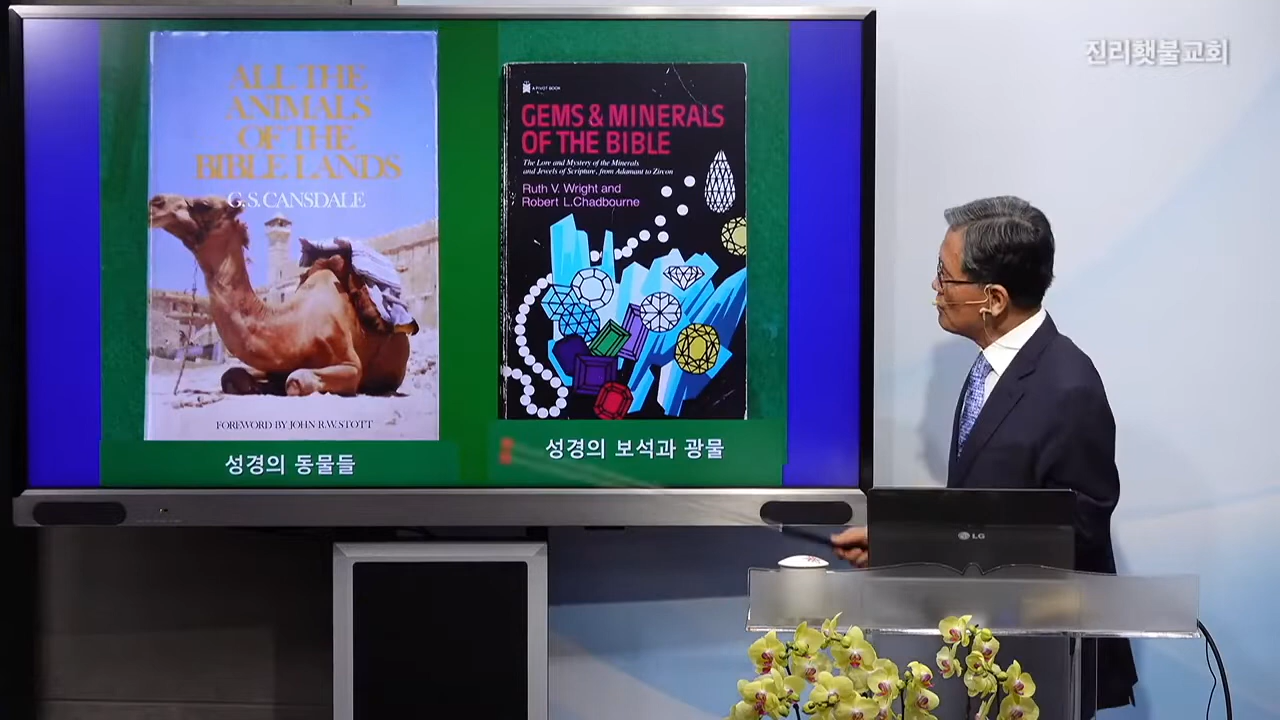 진리횃불교회
ALL THE
ANIMALS
OF THE
BIBLE LANDS
G. S. CANSDALE
FOREWORD BY JOHN R.W. STOTT
성경의 동물들
A PIVOT BOOK
GEMS & MINERALS
OF THE BIBLE
The Lore and Mystery of the Minerals
and Jewels of Scripture, from Adamant to Zircon
Ruth V. Wright and
Robert L. Chadbourne
성경의 보석과 광물
LG